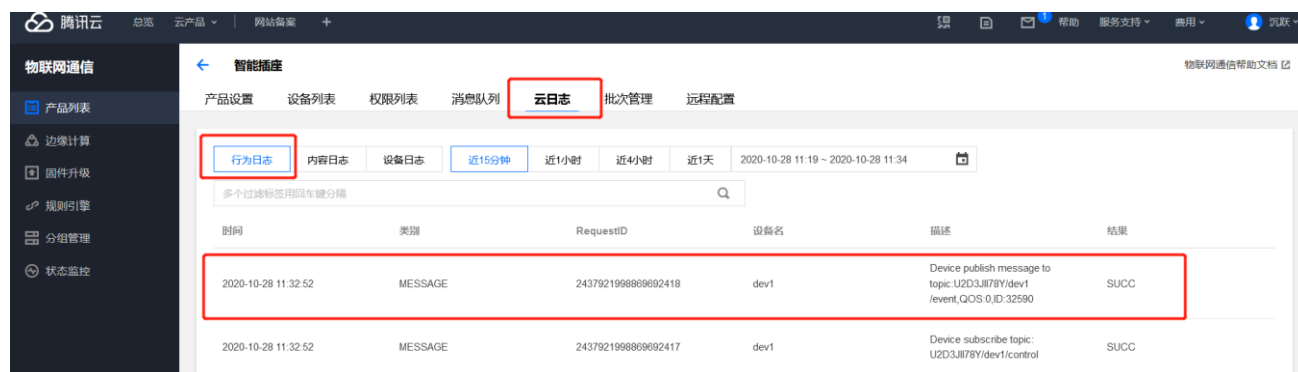 腾讯云 总览 云产品 网站备案 + 1 帮助 服务支持 费用 沉跃
物联网通信
← 智能插座 物联网通信帮助文档
产品列表
边缘计算
固件升级
规则引擎
分组管理
状态监控
产品设置 设备列表 权限列表 消息队列 云日志 批次管理 远程配置
行为日志 内容日志 设备日志 近15分钟 近1小时 近4小时 近1天 2020-10-28 11:19 ~ 2020-10-28 11:34
多个过滤标签用回车键分隔
时间 类别 RequestID 设备名 描述 结果
2020-10-28 11:32:52 MESSAGE 2437921998869692418 dev1 Device publish message to
topic:U2D3JII78Y/dev1
/event,QOS:0,ID:32590 SUCC
2020-10-28 11:32:52 MESSAGE 2437921998869692417 dev1 Device subscribe topic:
U2D3JII78Y/dev1/control SUCC